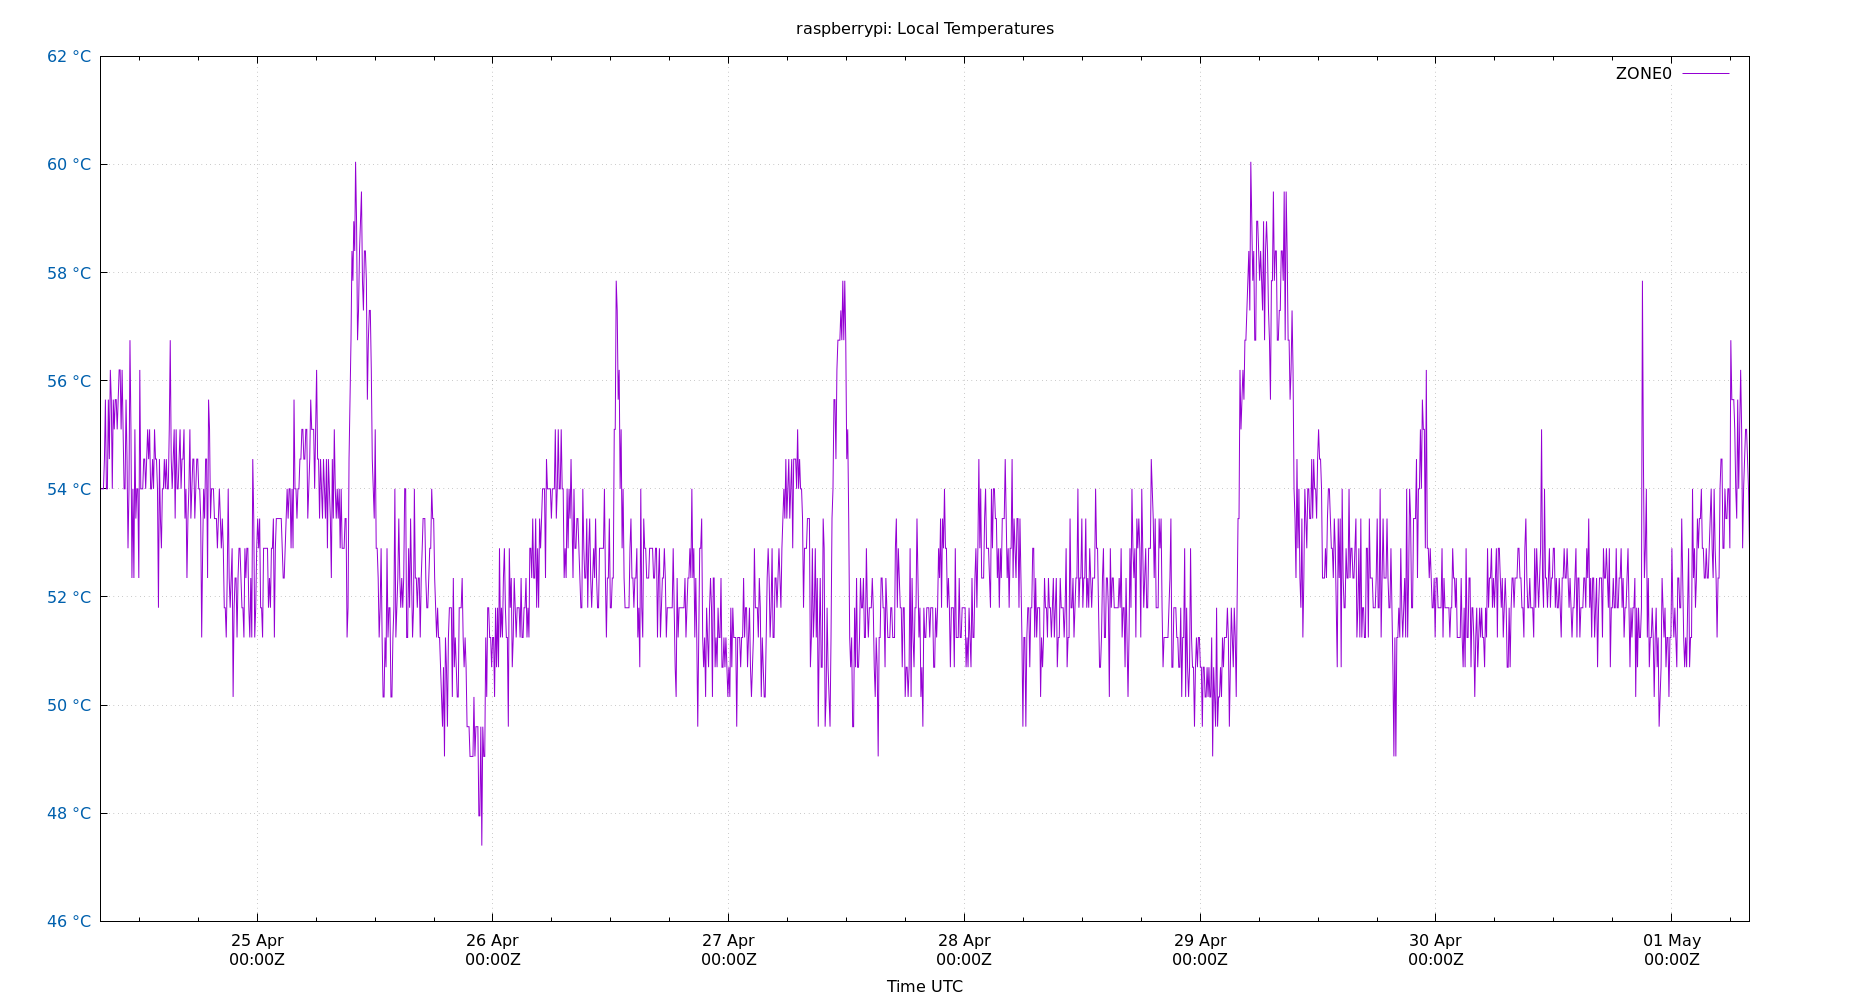 raspberrypi: Local Temperatures
62 °C
ZONE0
60 °C
58 °C
56 °C
54 °C
52 °C
50 °C
48 °C
46 °C
25 Apr 26 Apr 27 Apr 28 Apr 29 Apr 30 Apr 01 May
00:00Z 00:00Z 00:00Z 00:00Z 00:00Z 00:00Z 00:00Z
Time UTC